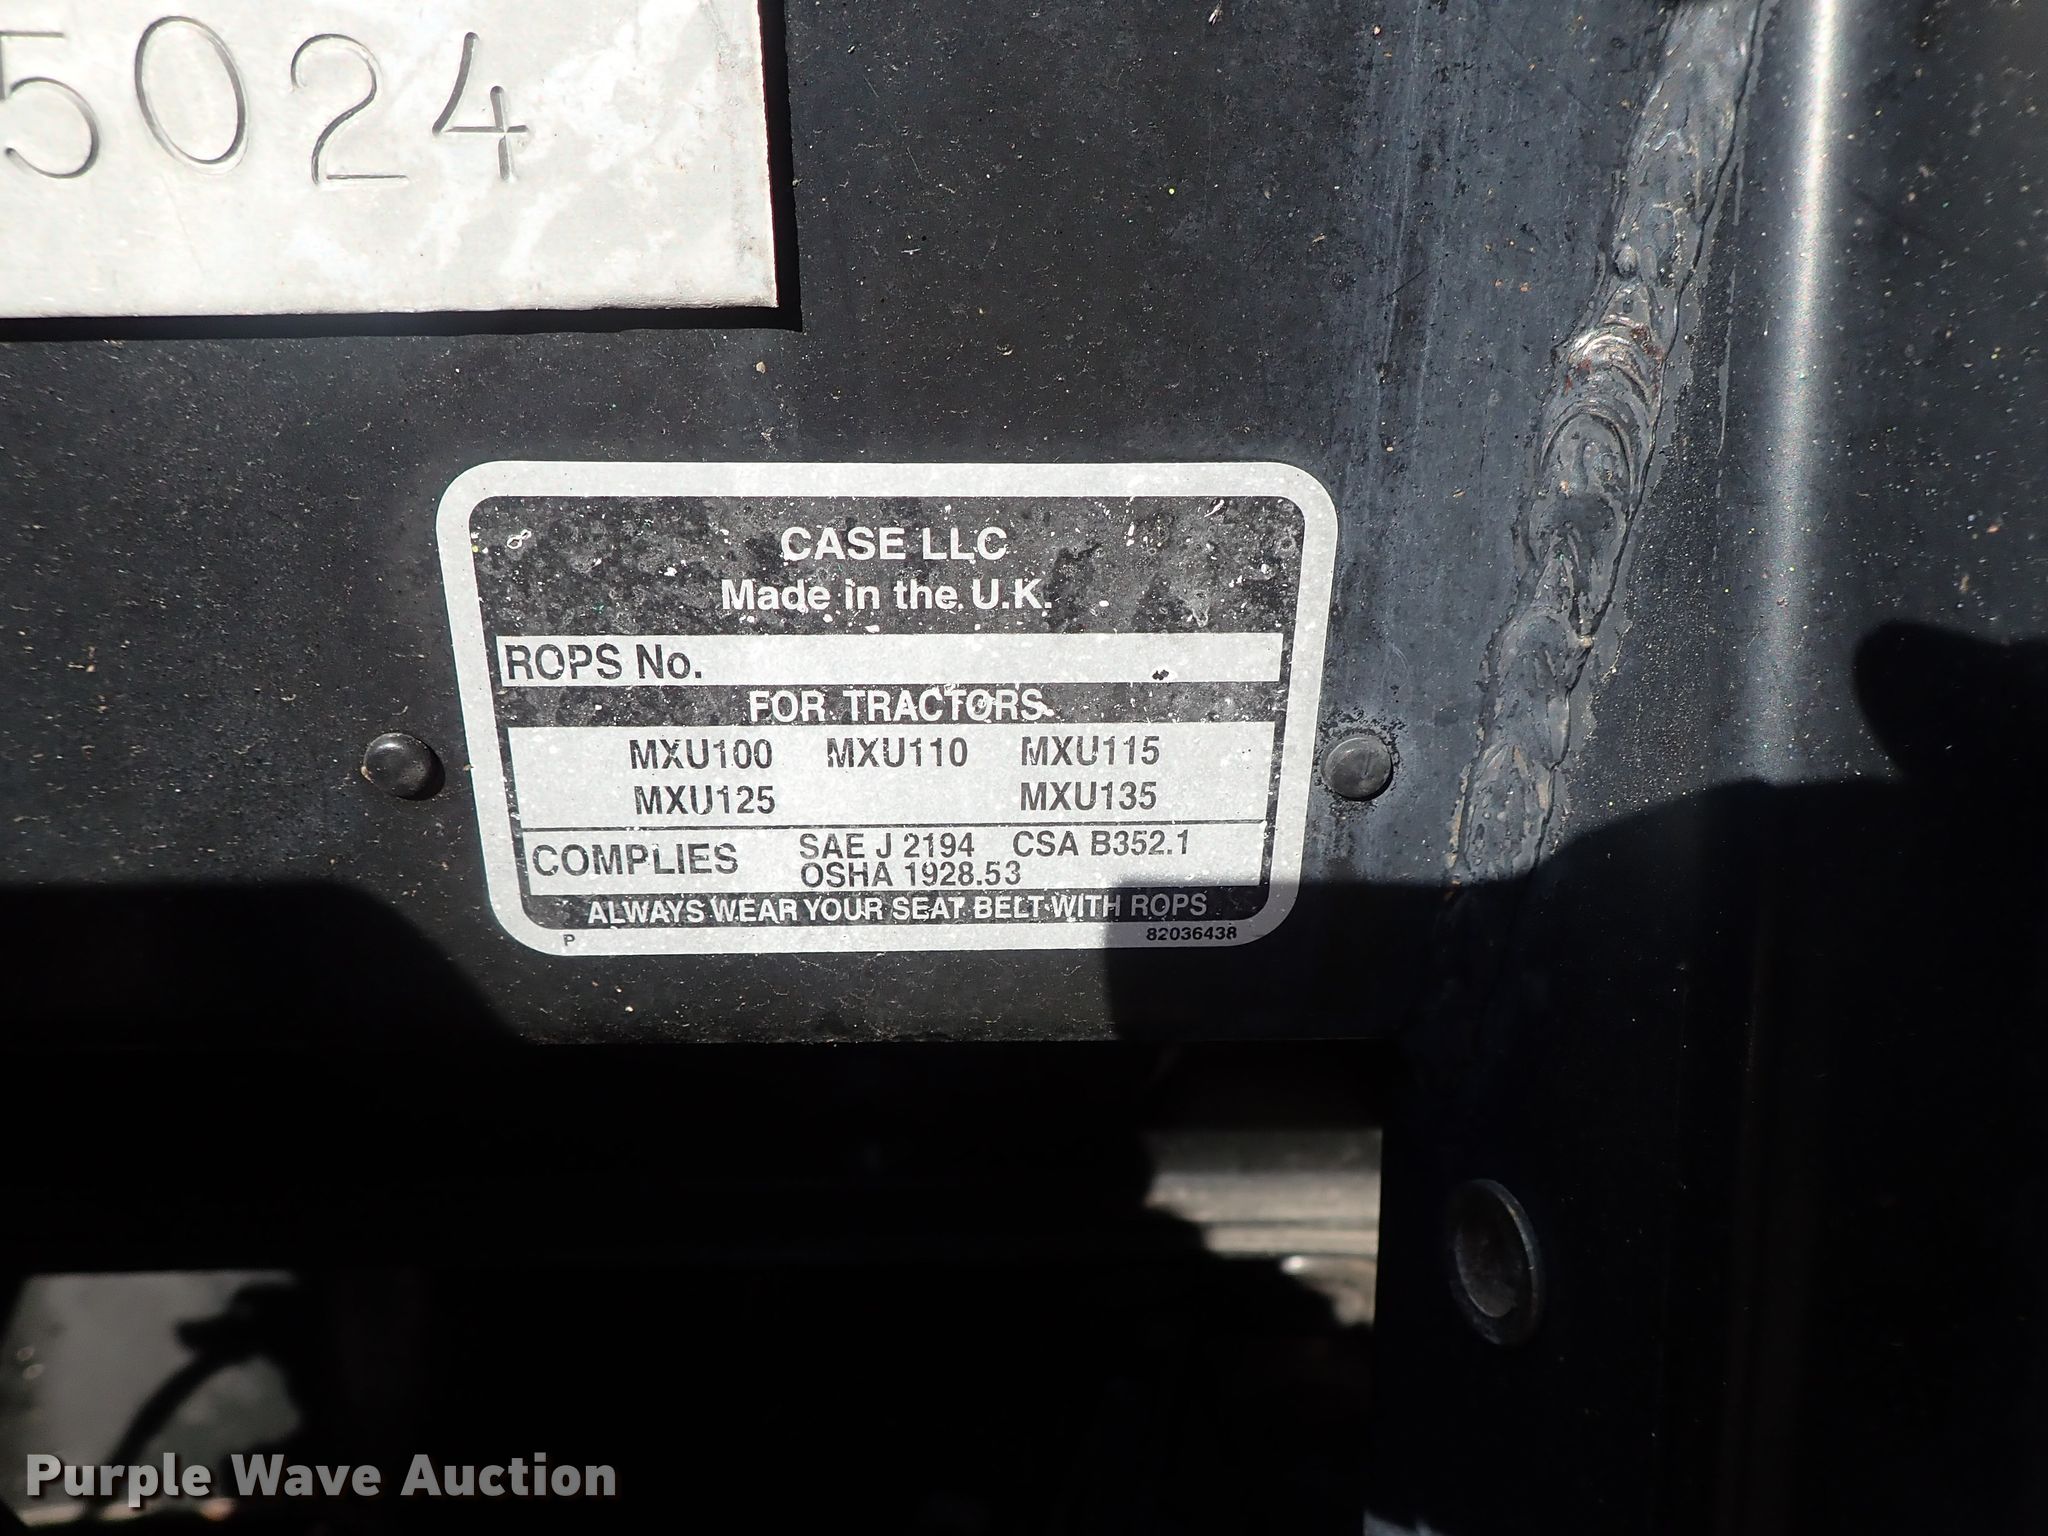 5024
CASE LLC
Made in the U.K.
ROPS No.
FOR TRACTORS
MXU100 MXU110 MXU115
MXU125 MXU135
COMPLIES SAE J 2194 CSA B352.1
OSHA 1928.53
ALWAYS WEAR YOUR SEAT BELT WITH ROPS
P 82036438
Purple Wave Auction